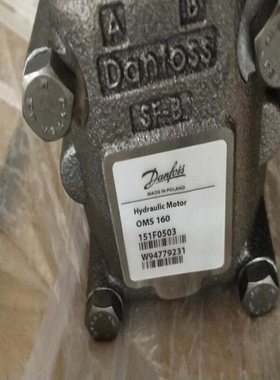 A B
Danfoss
SF-B
Danfoss
MADE IN POLAND
Hydraulic Motor
OMS 160
151F0503
W94779231